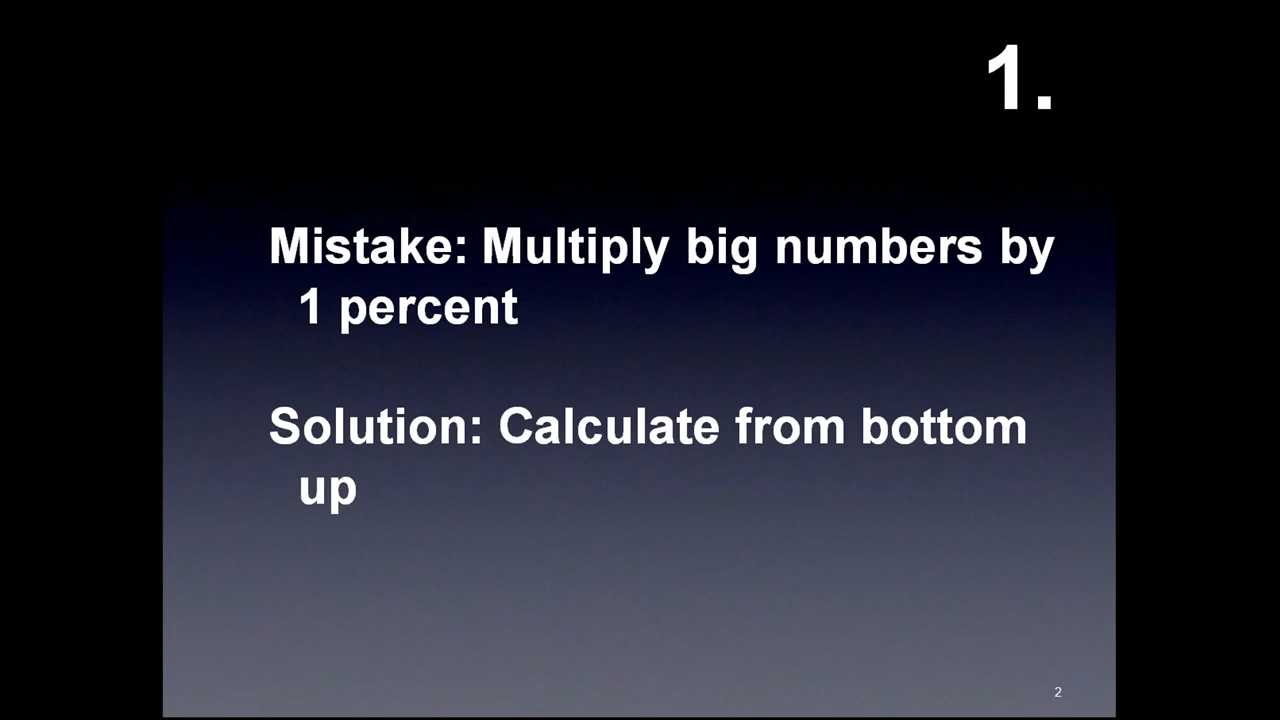 1.
Mistake: Multiply big numbers by
1 percent
Solution: Calculate from bottom
up
2